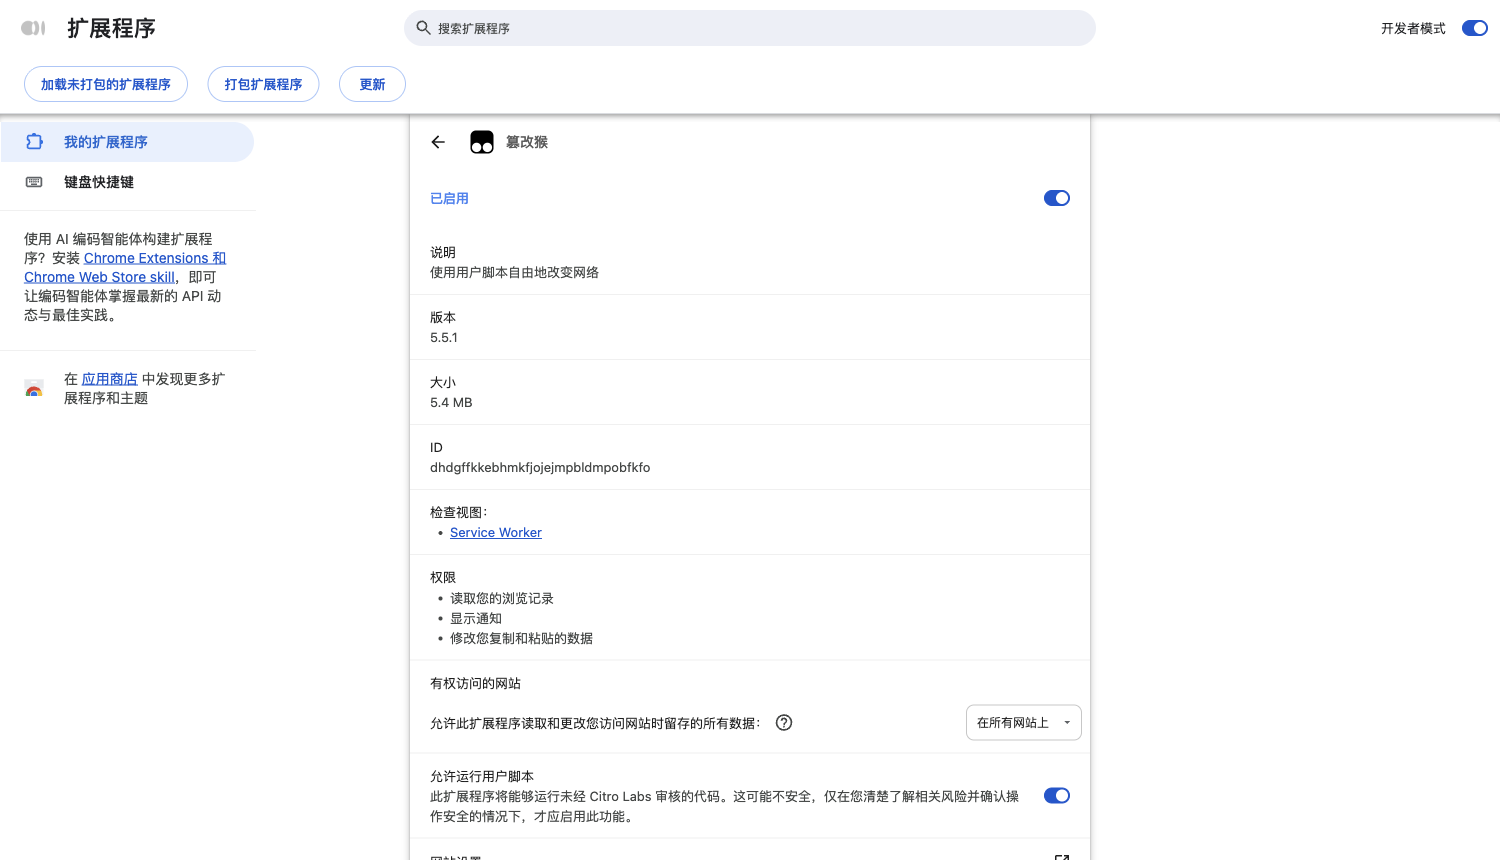 扩展程序
搜索扩展程序
开发者模式
加载未打包的扩展程序
打包扩展程序
更新
我的扩展程序
键盘快捷键
使用 AI 编码智能体构建扩展程
序？安装 Chrome Extensions 和
Chrome Web Store skill，即可
让编码智能体掌握最新的 API 动
态与最佳实践。
在 应用商店 中发现更多扩
展程序和主题
篡改猴
已启用
说明
使用用户脚本自由地改变网络
版本
5.5.1
大小
5.4 MB
ID
dhdgffkkebhmkfjojejmpbldmpobfkfo
检查视图：
• Service Worker
权限
• 读取您的浏览记录
• 显示通知
• 修改您复制和粘贴的数据
有权访问的网站
允许此扩展程序读取和更改您访问网站时留存的所有数据：
在所有网站上
允许运行用户脚本
此扩展程序将能够运行未经 Citro Labs 审核的代码。这可能不安全，仅在您清楚了解相关风险并确认操
作安全的情况下，才应启用此功能。
网站设置